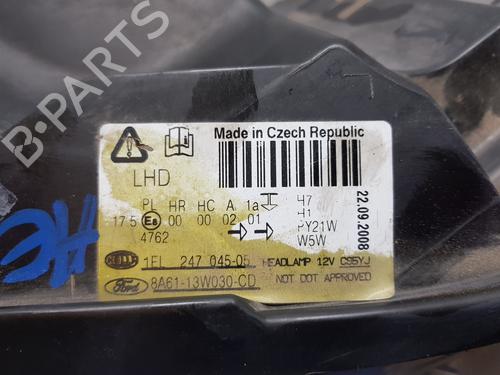 B-PARTS
Made in Czech Republic
LHD
PL HR HC A 1a H7
17.5 E8 00 00 02 01 H1
4762 PY21W
W5W
22.09.2008
HELLA 1EL 247 045-05 HEADLAMP 12V C95YJ
Ford 8A61-13W030-CD NOT DOT APPROVED